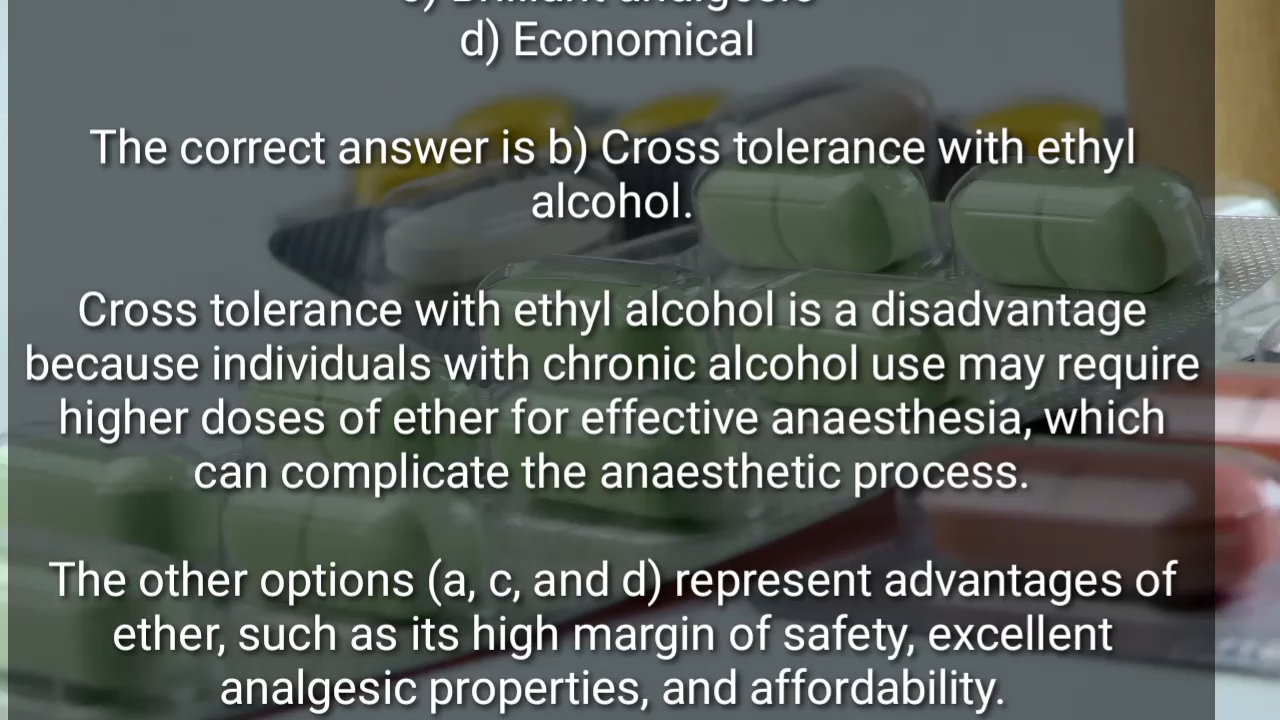 d) Economical
The correct answer is b) Cross tolerance with ethyl
alcohol.
Cross tolerance with ethyl alcohol is a disadvantage
because individuals with chronic alcohol use may require
higher doses of ether for effective anaesthesia, which
can complicate the anaesthetic process.
The other options (a, c, and d) represent advantages of
ether, such as its high margin of safety, excellent
analgesic properties, and affordability.